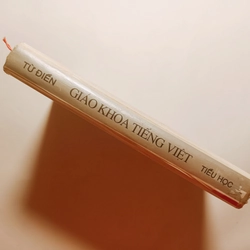 TỪ ĐIỂN
GIÁO KHOA TIẾNG VIỆT
TIỂU HỌC